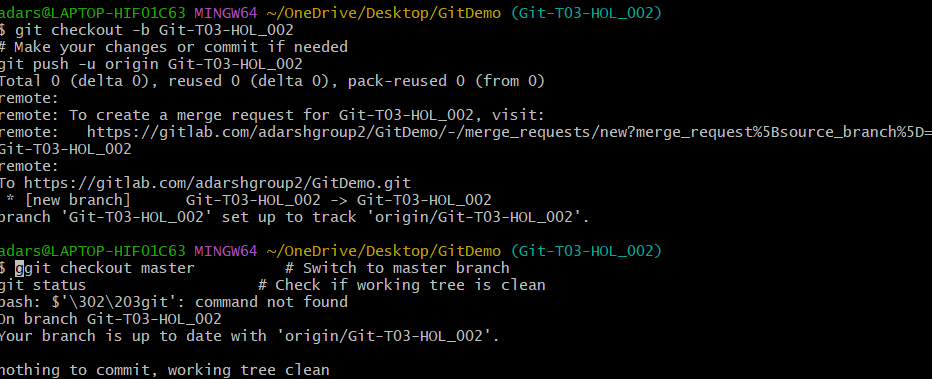 adars@LAPTOP-HIF01C63 MINGW64 ~/OneDrive/Desktop/GitDemo (Git-T03-HOL_002)
$ git checkout -b Git-T03-HOL_002
# Make your changes or commit if needed
git push -u origin Git-T03-HOL_002
Total 0 (delta 0), reused 0 (delta 0), pack-reused 0 (from 0)
remote:
remote: To create a merge request for Git-T03-HOL_002, visit:
remote:   https://gitlab.com/adarshgroup2/GitDemo/-/merge_requests/new?merge_request%5Bsource_branch%5D=
Git-T03-HOL_002
remote:
To https://gitlab.com/adarshgroup2/GitDemo.git
 * [new branch]      Git-T03-HOL_002 -> Git-T03-HOL_002
branch 'Git-T03-HOL_002' set up to track 'origin/Git-T03-HOL_002'.
adars@LAPTOP-HIF01C63 MINGW64 ~/OneDrive/Desktop/GitDemo (Git-T03-HOL_002)
$ ggit checkout master         # Switch to master branch
git status                   # Check if working tree is clean
bash: $'\302\203git': command not found
On branch Git-T03-HOL_002
Your branch is up to date with 'origin/Git-T03-HOL_002'.
nothing to commit, working tree clean